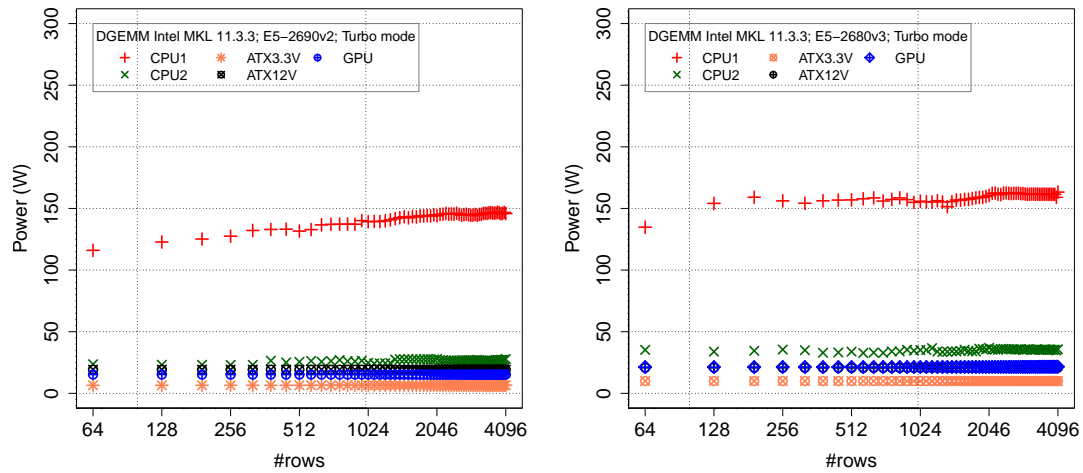 DGEMM Intel MKL 11.3.3; E5−2690v2; Turbo mode
CPU1 ATX3.3V GPU
CPU2 ATX12V
Power (W)
300
250
200
150
100
50
0
64 128 256 512 1024 2046 4096
#rows
DGEMM Intel MKL 11.3.3; E5−2680v3; Turbo mode
CPU1 ATX3.3V GPU
CPU2 ATX12V
Power (W)
300
250
200
150
100
50
0
64 128 256 512 1024 2046 4096
#rows